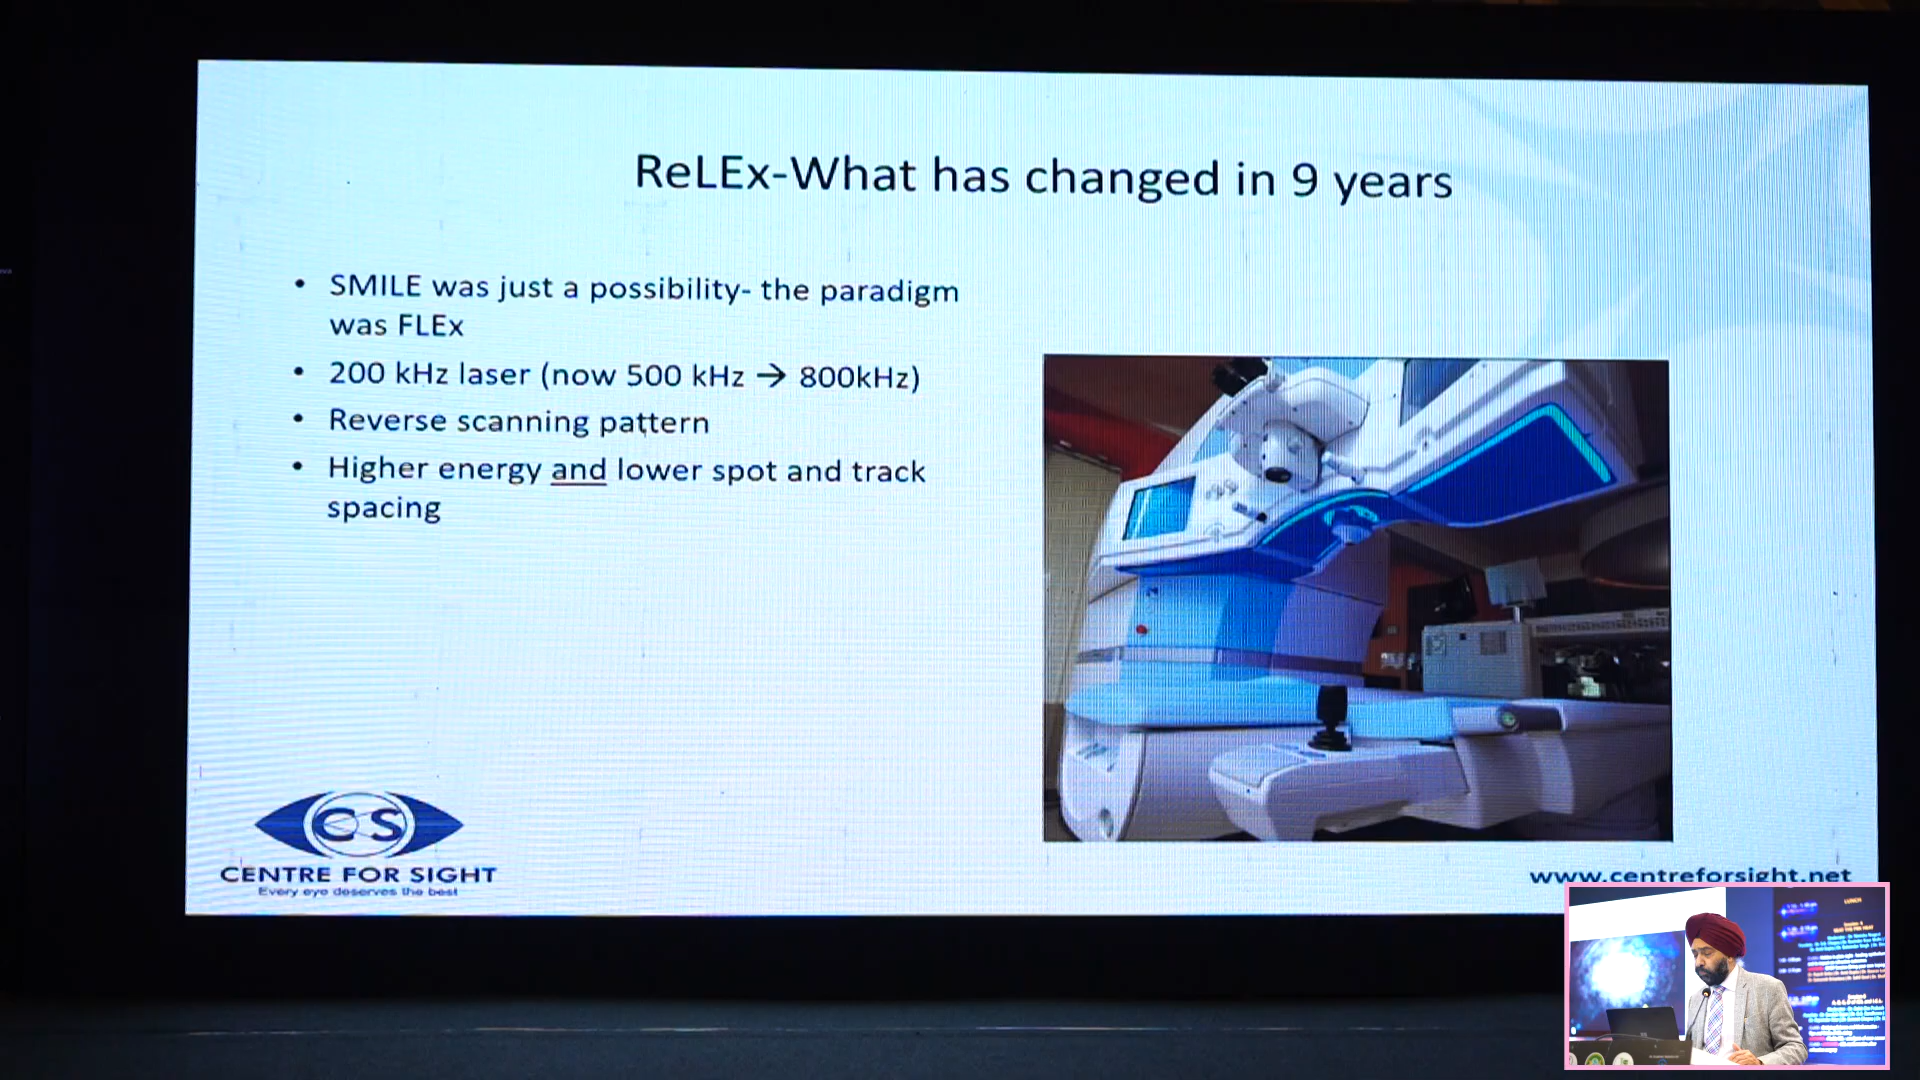 ReLEx-What has changed in 9 years
• SMILE was just a possibility- the paradigm
was FLEx
• 200 kHz laser (now 500 kHz → 800kHz)
• Reverse scanning pattern
• Higher energy and lower spot and track
spacing
CS
CENTRE FOR SIGHT
Every eye deserves the best
www.centreforsight.net
LUNCH